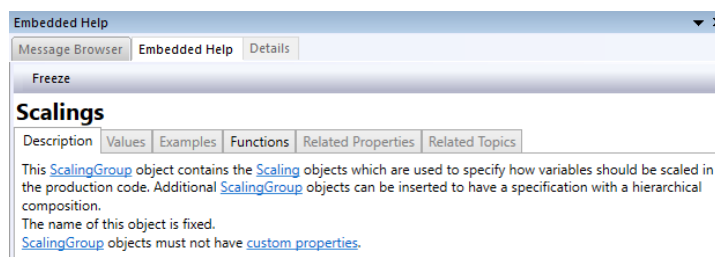 Embedded Help
Message Browser Embedded Help Details
Freeze
Scalings
Description Values Examples Functions Related Properties Related Topics
This ScalingGroup object contains the Scaling objects which are used to specify how variables should be scaled in
the production code. Additional ScalingGroup objects can be inserted to have a specification with a hierarchical
composition.
The name of this object is fixed.
ScalingGroup objects must not have custom properties.